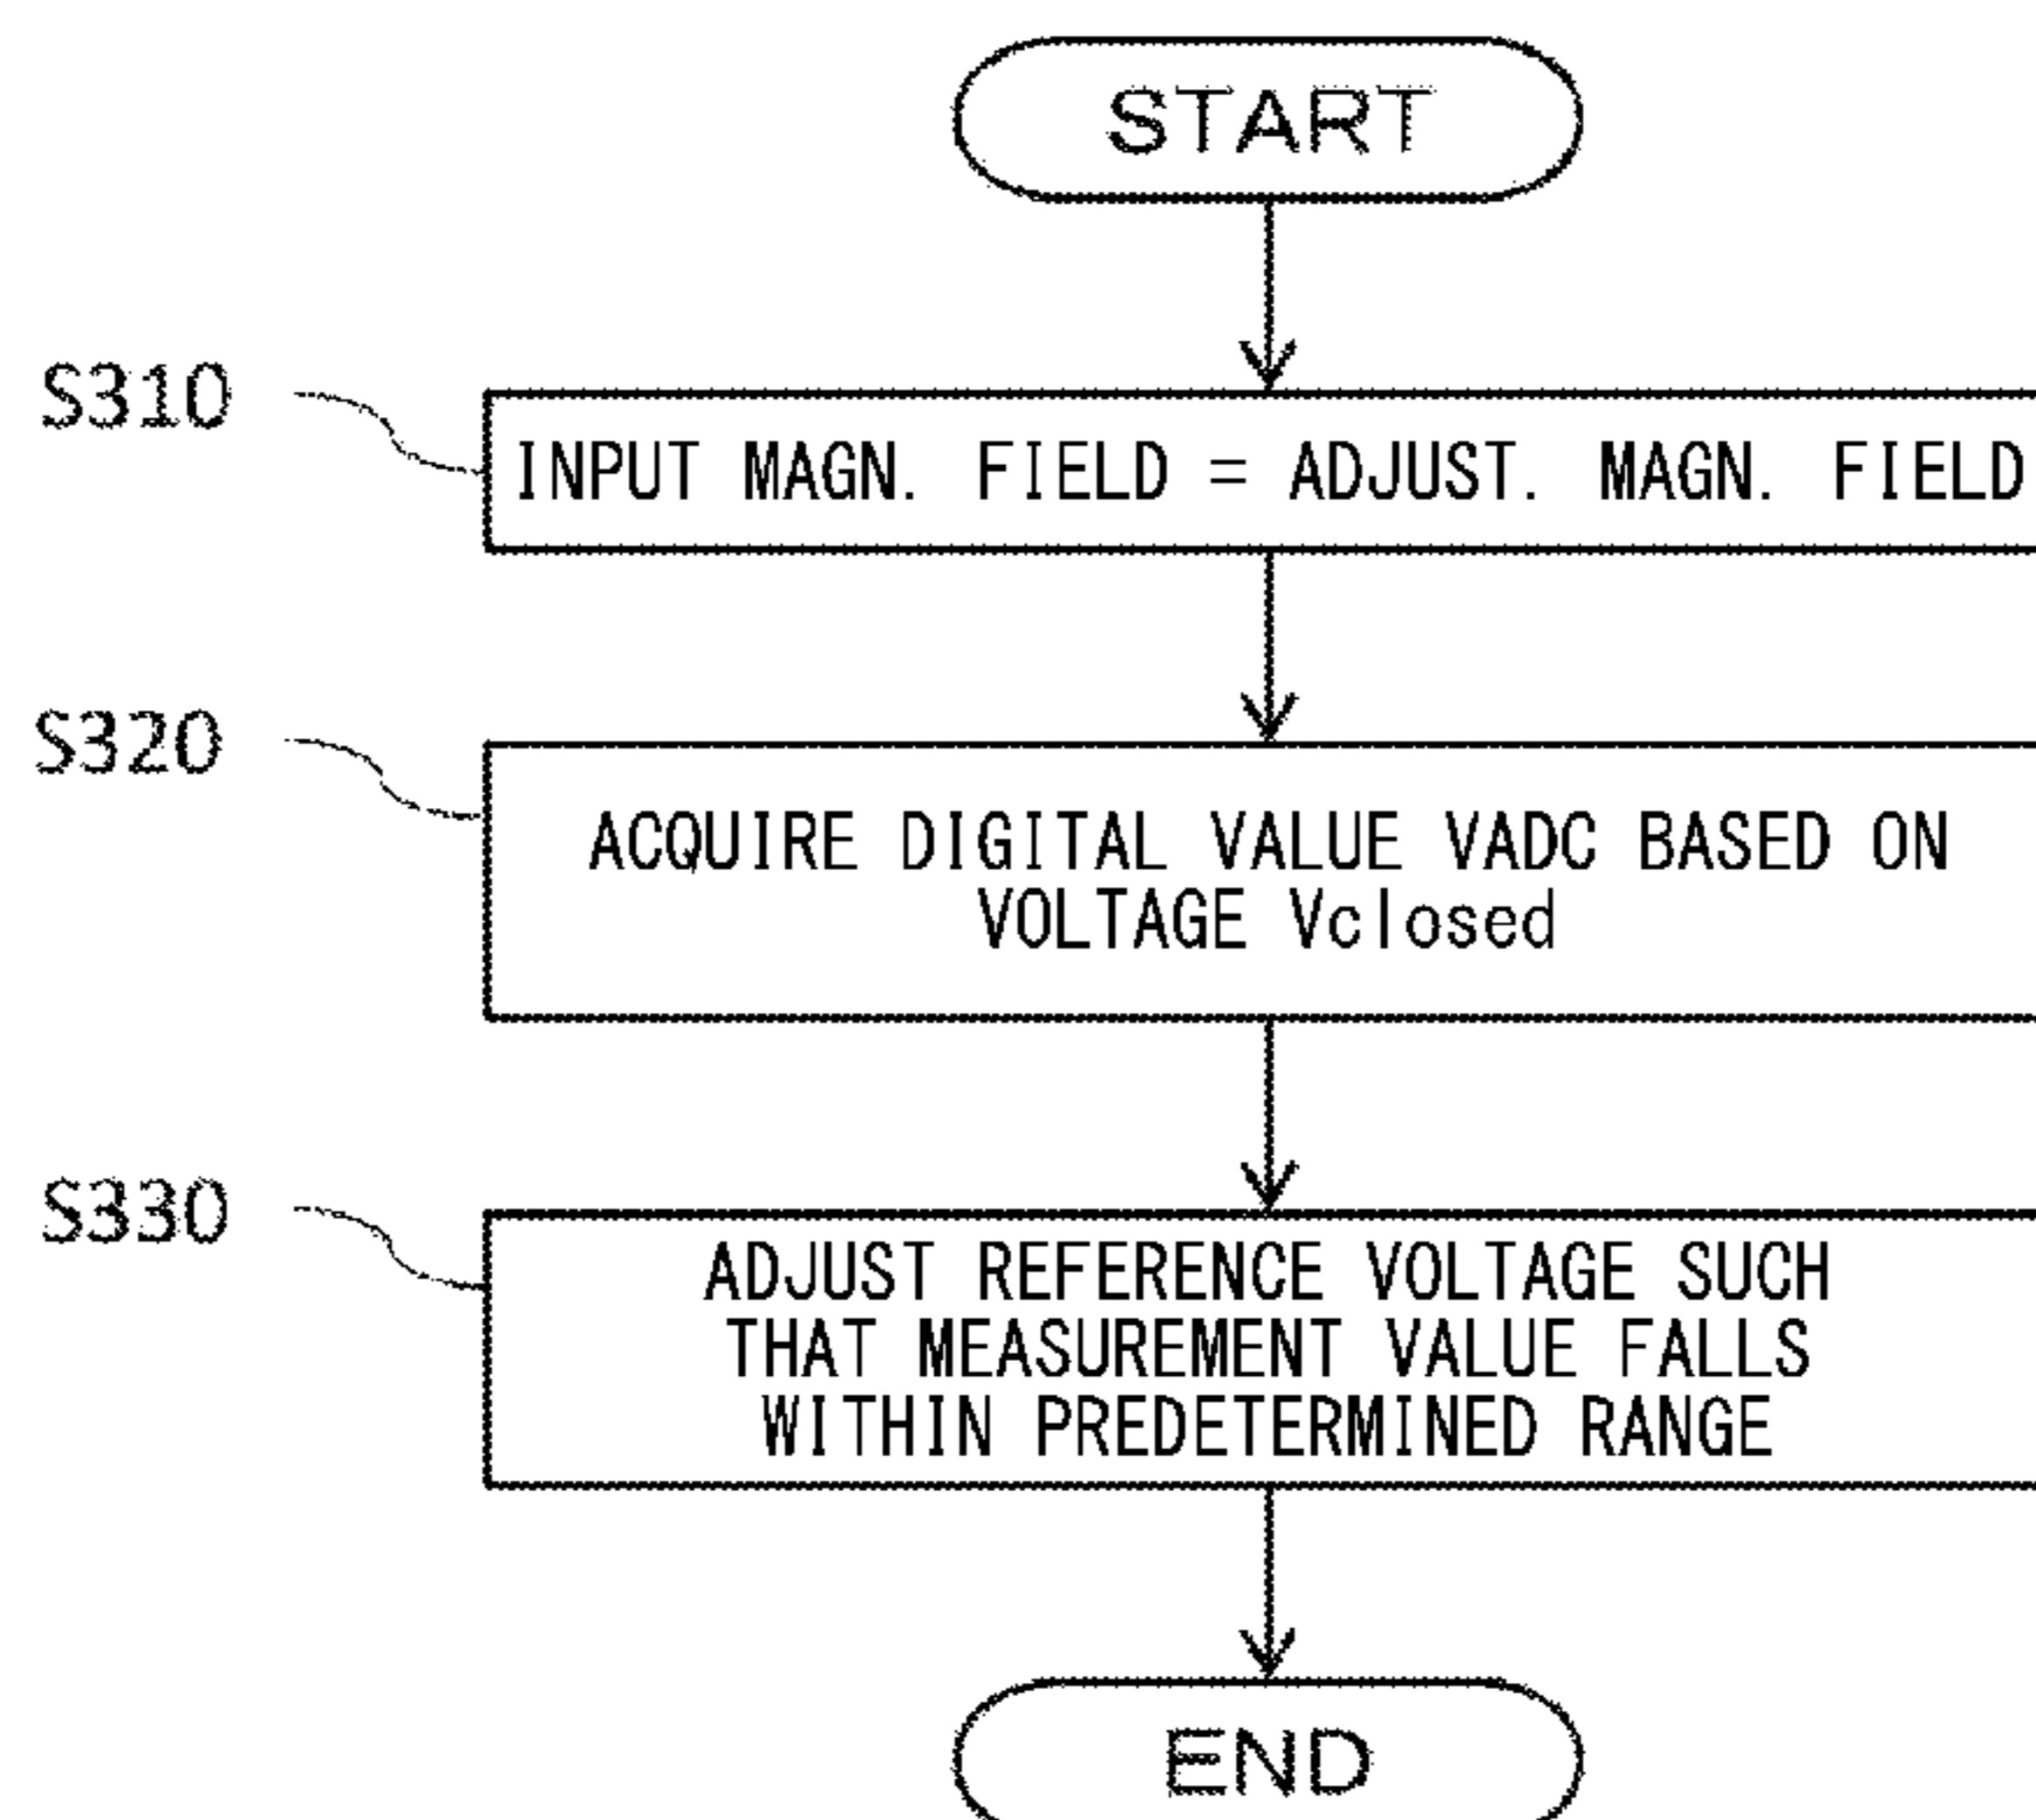 START
S310
INPUT MAGN. FIELD = ADJUST. MAGN. FIELD
S320
ACQUIRE DIGITAL VALUE VADC BASED ON
VOLTAGE Vclosed
S330
ADJUST REFERENCE VOLTAGE SUCH
THAT MEASUREMENT VALUE FALLS
WITHIN PREDETERMINED RANGE
END